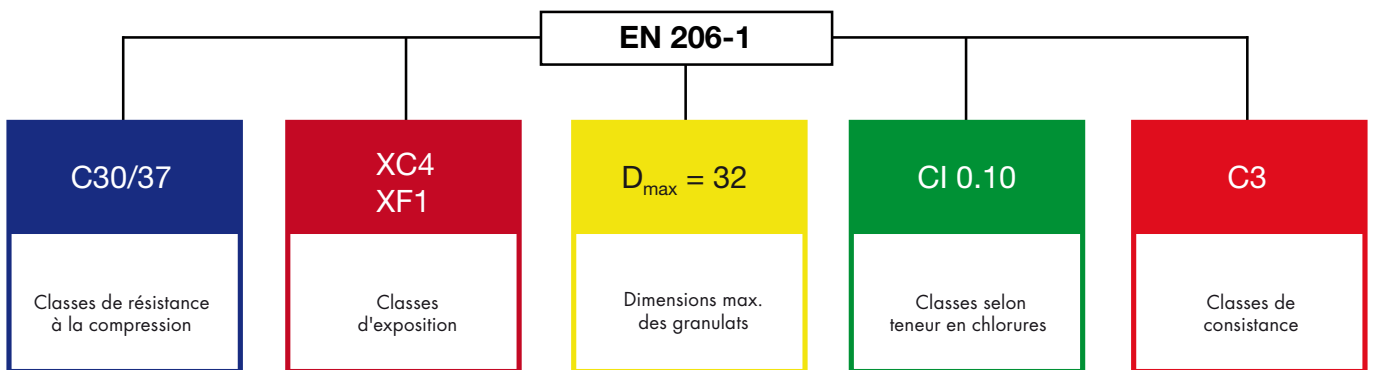 EN 206-1
C30/37
XC4
XF1
Dmax = 32
CI 0.10
C3
Classes de résistance
à la compression
Classes
d'exposition
Dimensions max.
des granulats
Classes selon
teneur en chlorures
Classes de
consistance